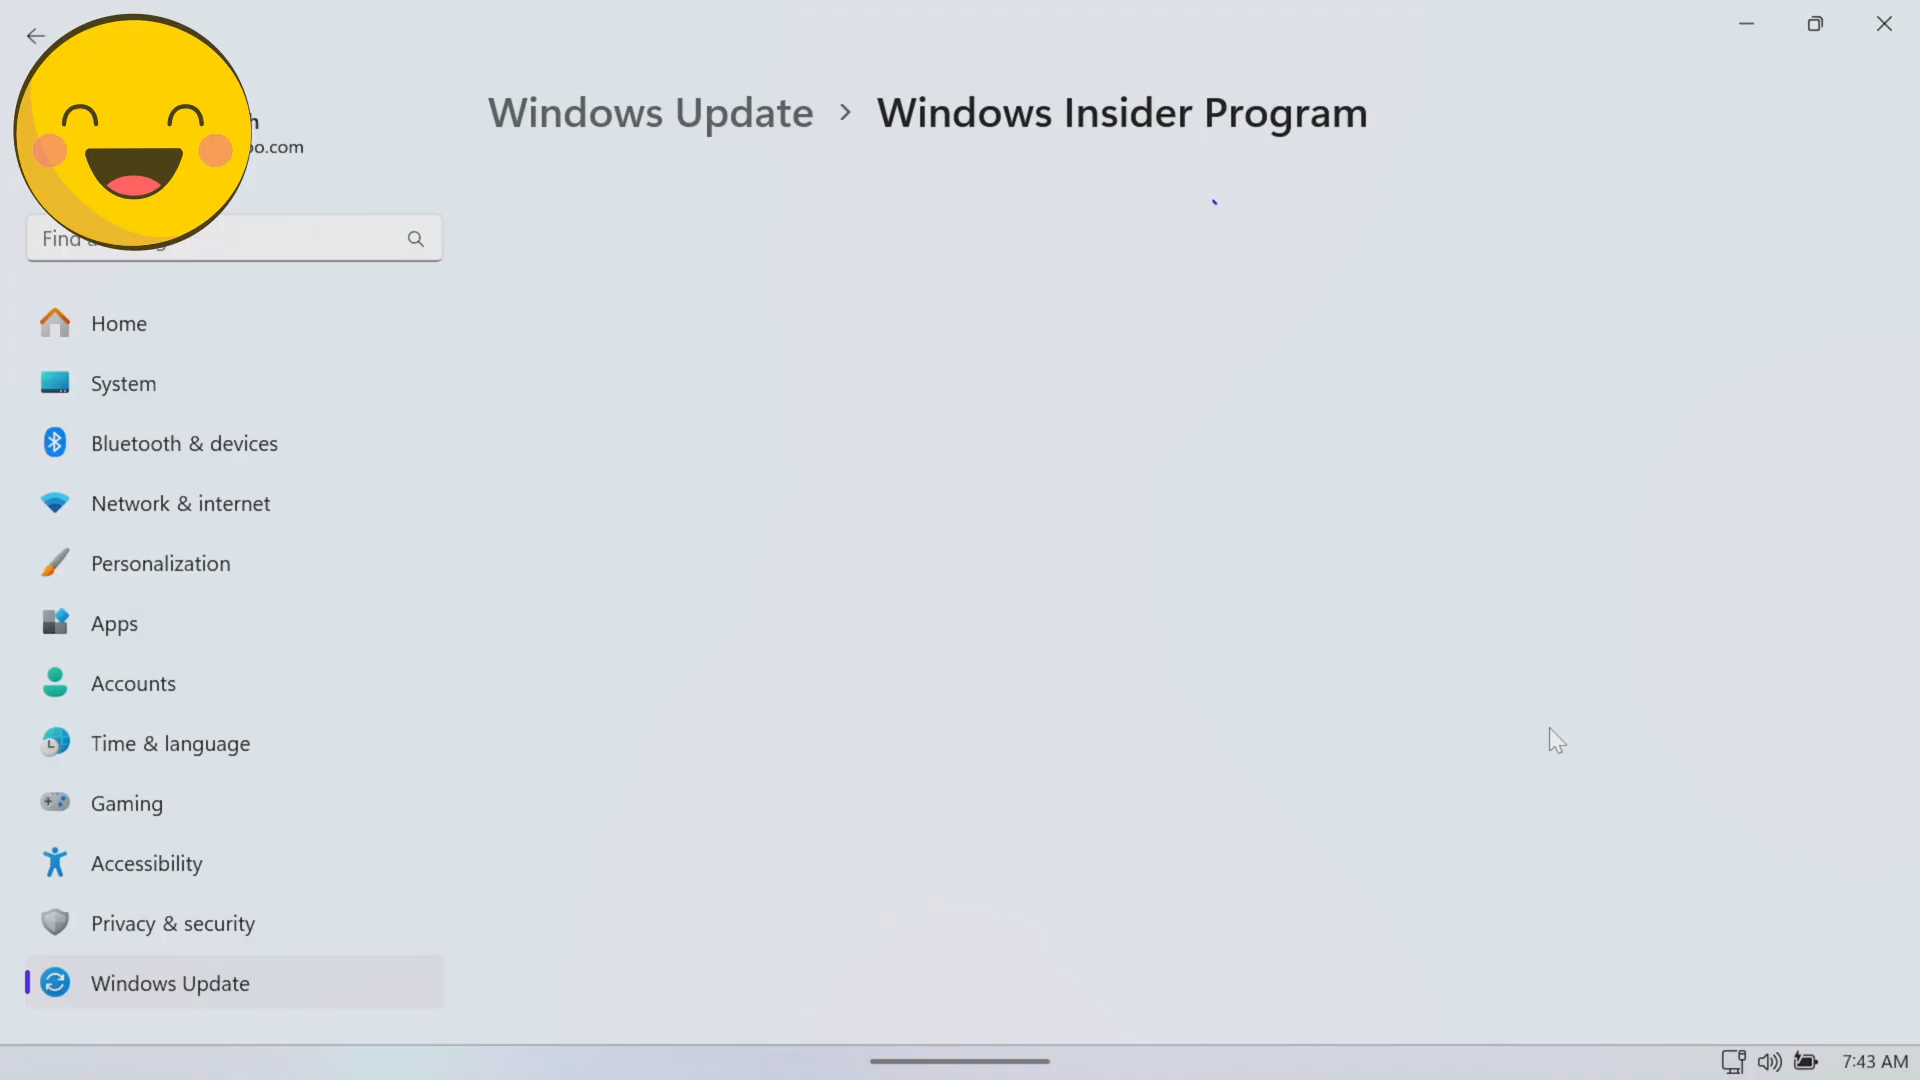 Windows Update > Windows Insider Program
Find
Home
System
Bluetooth & devices
Network & internet
Personalization
Apps
Accounts
Time & language
Gaming
Accessibility
Privacy & security
Windows Update
7:43 AM